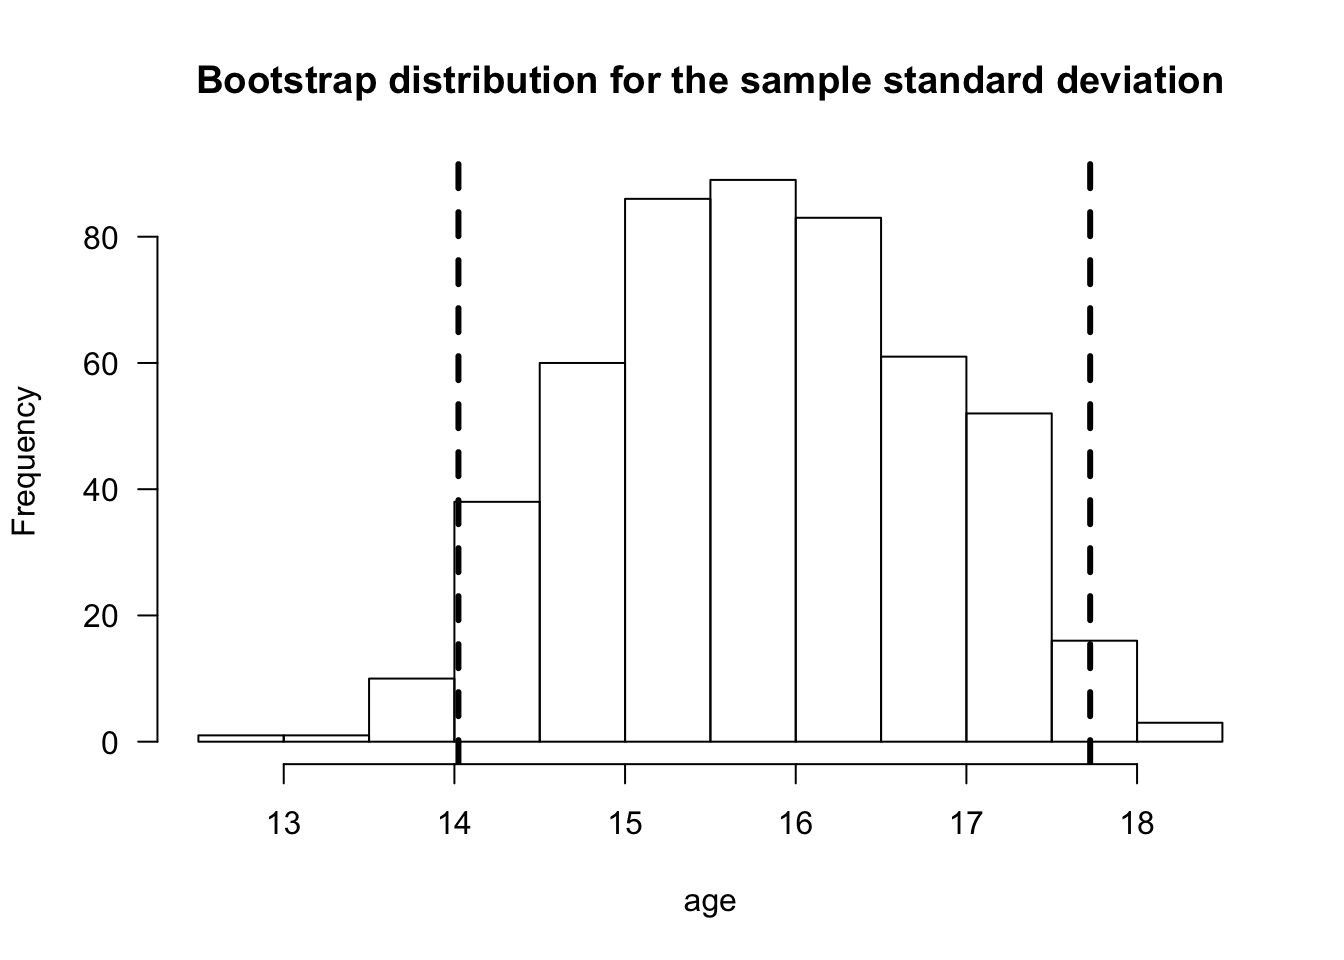 Bootstrap distribution for the sample standard deviation
Frequency
80
60
40
20
0
13 14 15 16 17 18
age